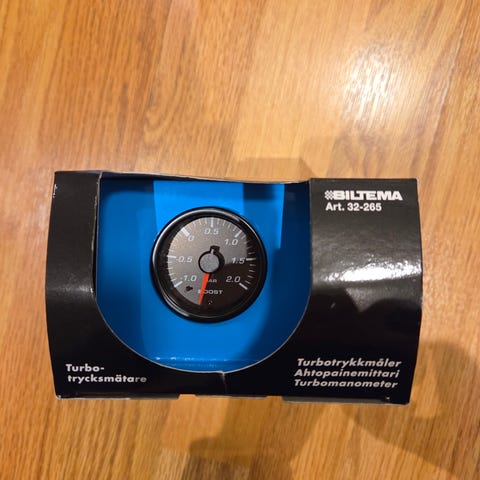 BILTEMA
Art. 32-265
0.5
0
1.0
0.5
1.5
-1.0
BAR
2.0
BOOST
Turbo-
trycksmätare
Turbotrykkmåler
Ahtopainemittari
Turbomanometer